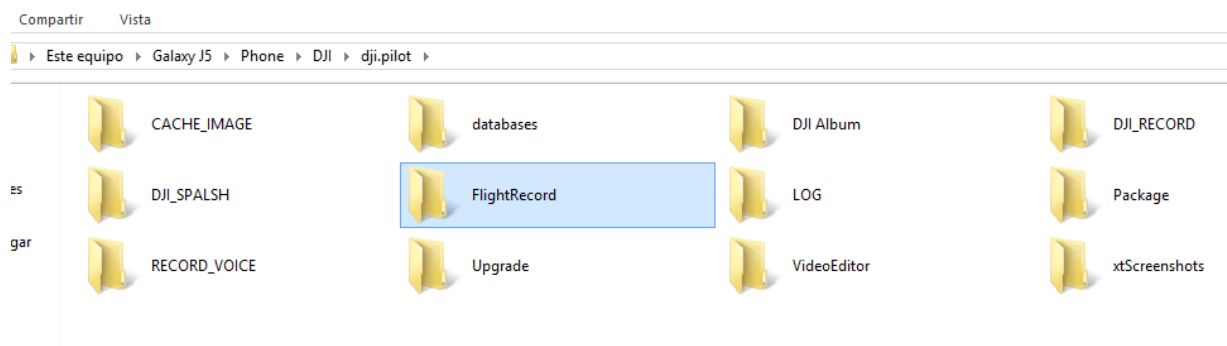 Compartir Vista
Este equipo Galaxy J5 Phone DJI dji.pilot
CACHE_IMAGE databases DJI Album DJI_RECORD
es
DJI_SPALSH FlightRecord LOG Package
gar
RECORD_VOICE Upgrade VideoEditor xtScreenshots